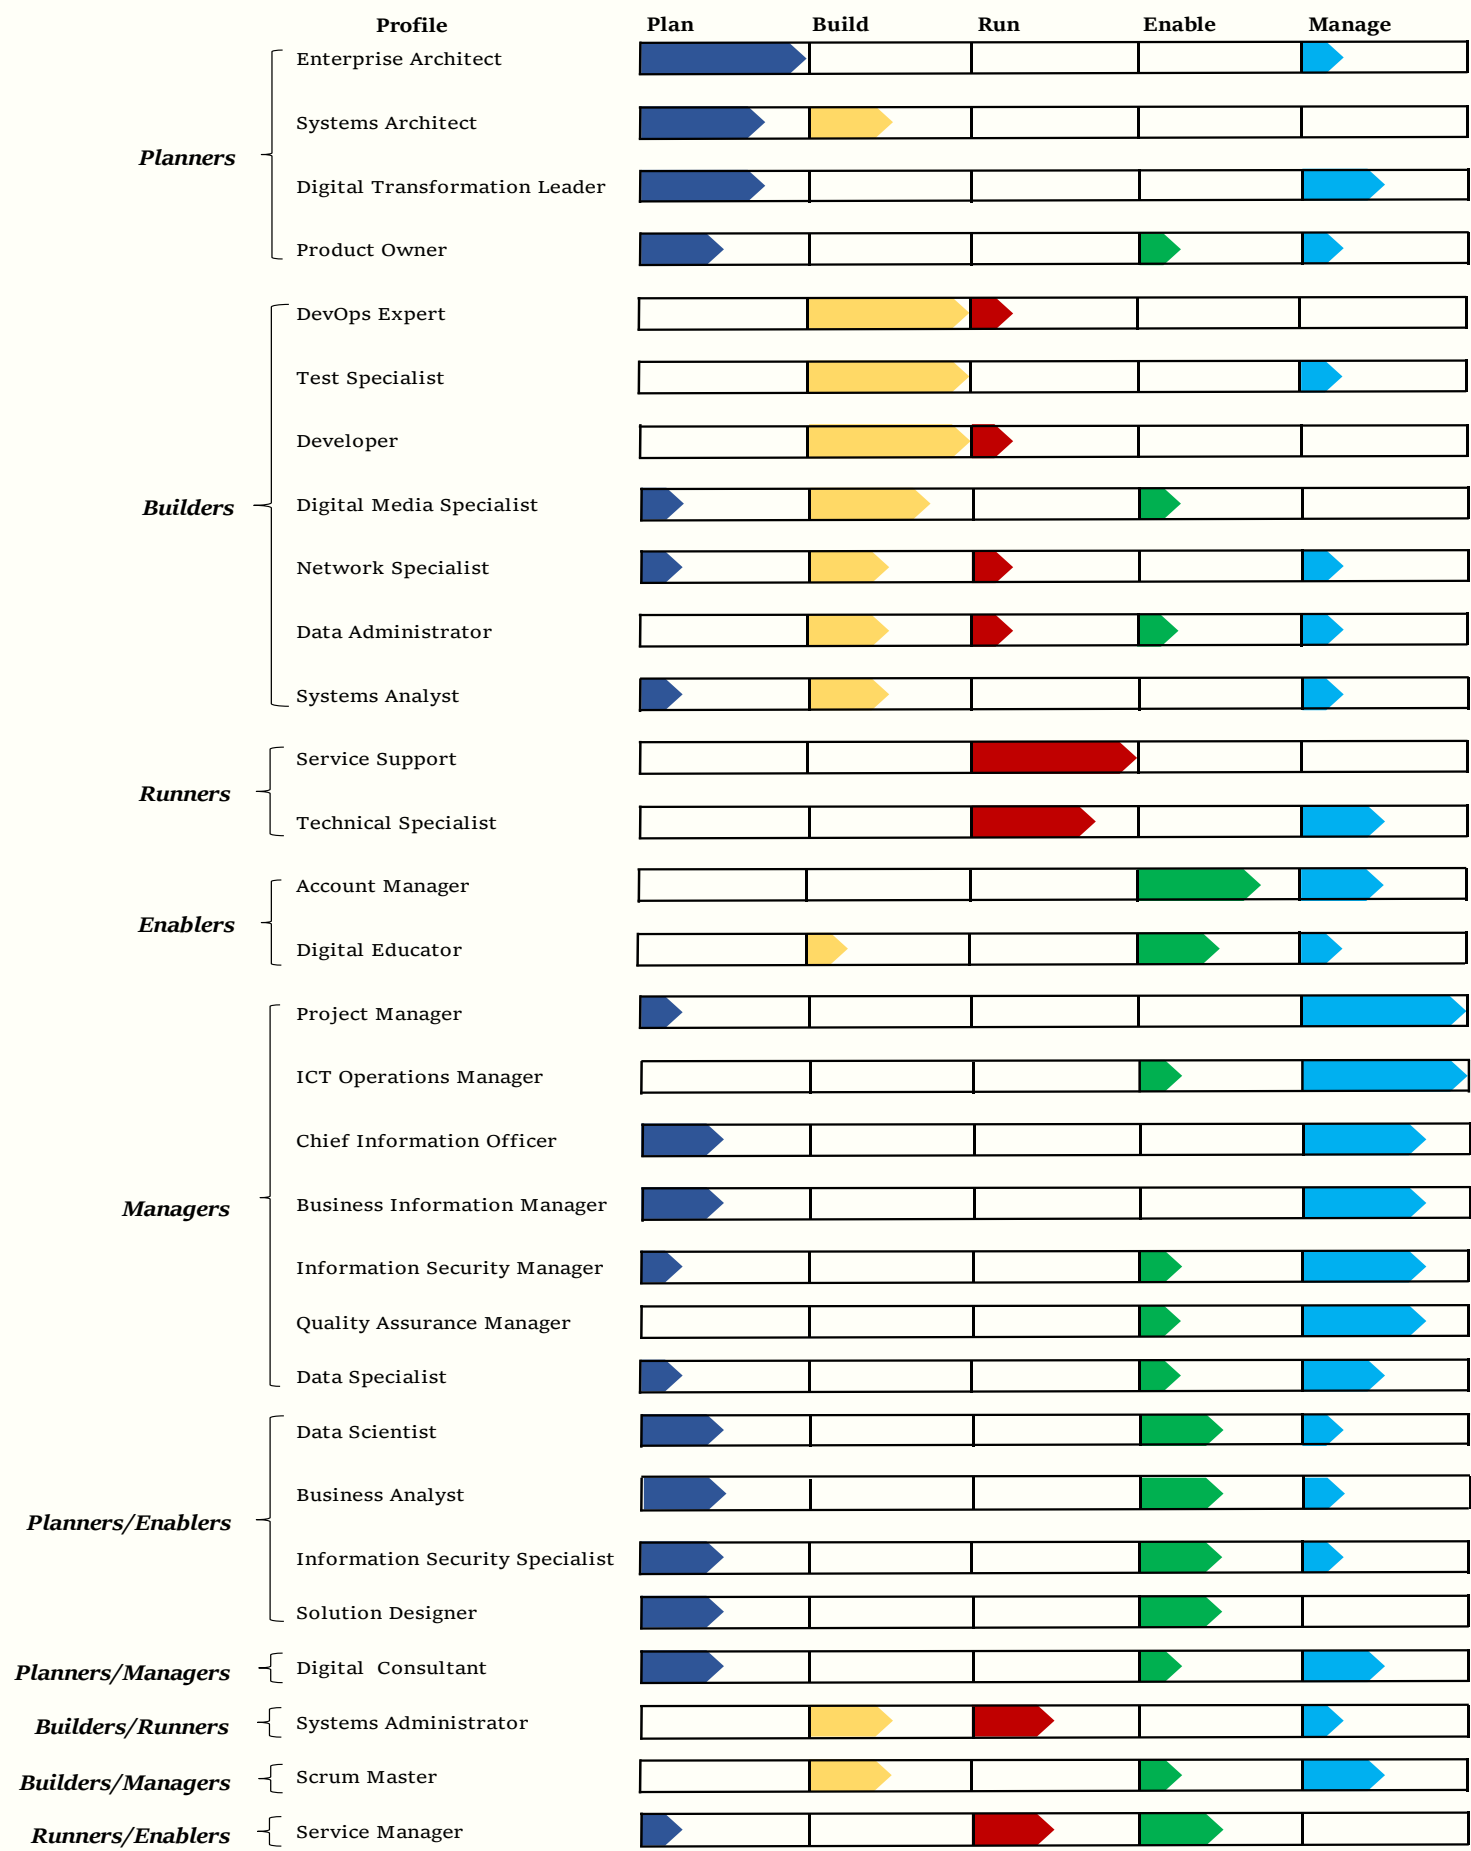 Profile Plan Build Run Enable Manage
Enterprise Architect
Systems Architect
Planners
Digital Transformation Leader
Product Owner
DevOps Expert
Test Specialist
Developer
Builders
Digital Media Specialist
Network Specialist
Data Administrator
Systems Analyst
Service Support
Runners
Technical Specialist
Account Manager
Enablers
Digital Educator
Project Manager
ICT Operations Manager
Chief Information Officer
Managers
Business Information Manager
Information Security Manager
Quality Assurance Manager
Data Specialist
Data Scientist
Business Analyst
Planners/Enablers
Information Security Specialist
Solution Designer
Planners/Managers Digital Consultant
Builders/Runners Systems Administrator
Builders/Managers Scrum Master
Runners/Enablers Service Manager